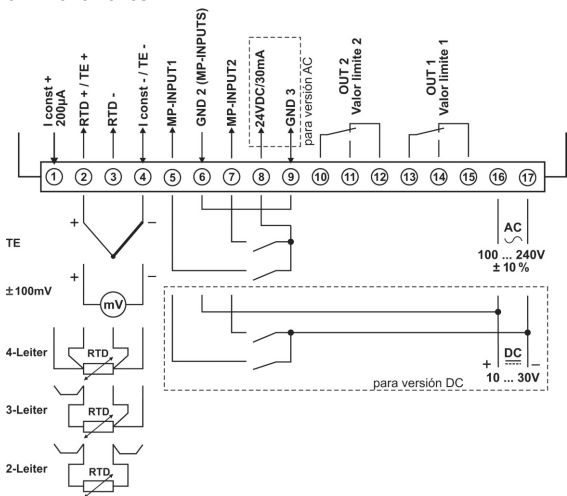 I const +
200µA
RTD + / TE +
RTD -
I const - / TE -
MP-INPUT1
GND 2 (MP-INPUTS)
MP-INPUT2
24VDC/30mA
GND 3
para versión AC
OUT 2
Valor limite 2
OUT 1
Valor limite 1
1 2 3 4 5 6 7 8 9 10 11 12 13 14 15 16 17
TE
+ −
AC
100 ... 240V
± 10 %
±100mV
+ −
mV
4-Leiter
RTD
+ DC −
10 ... 30V
para versión DC
3-Leiter
RTD
2-Leiter
RTD